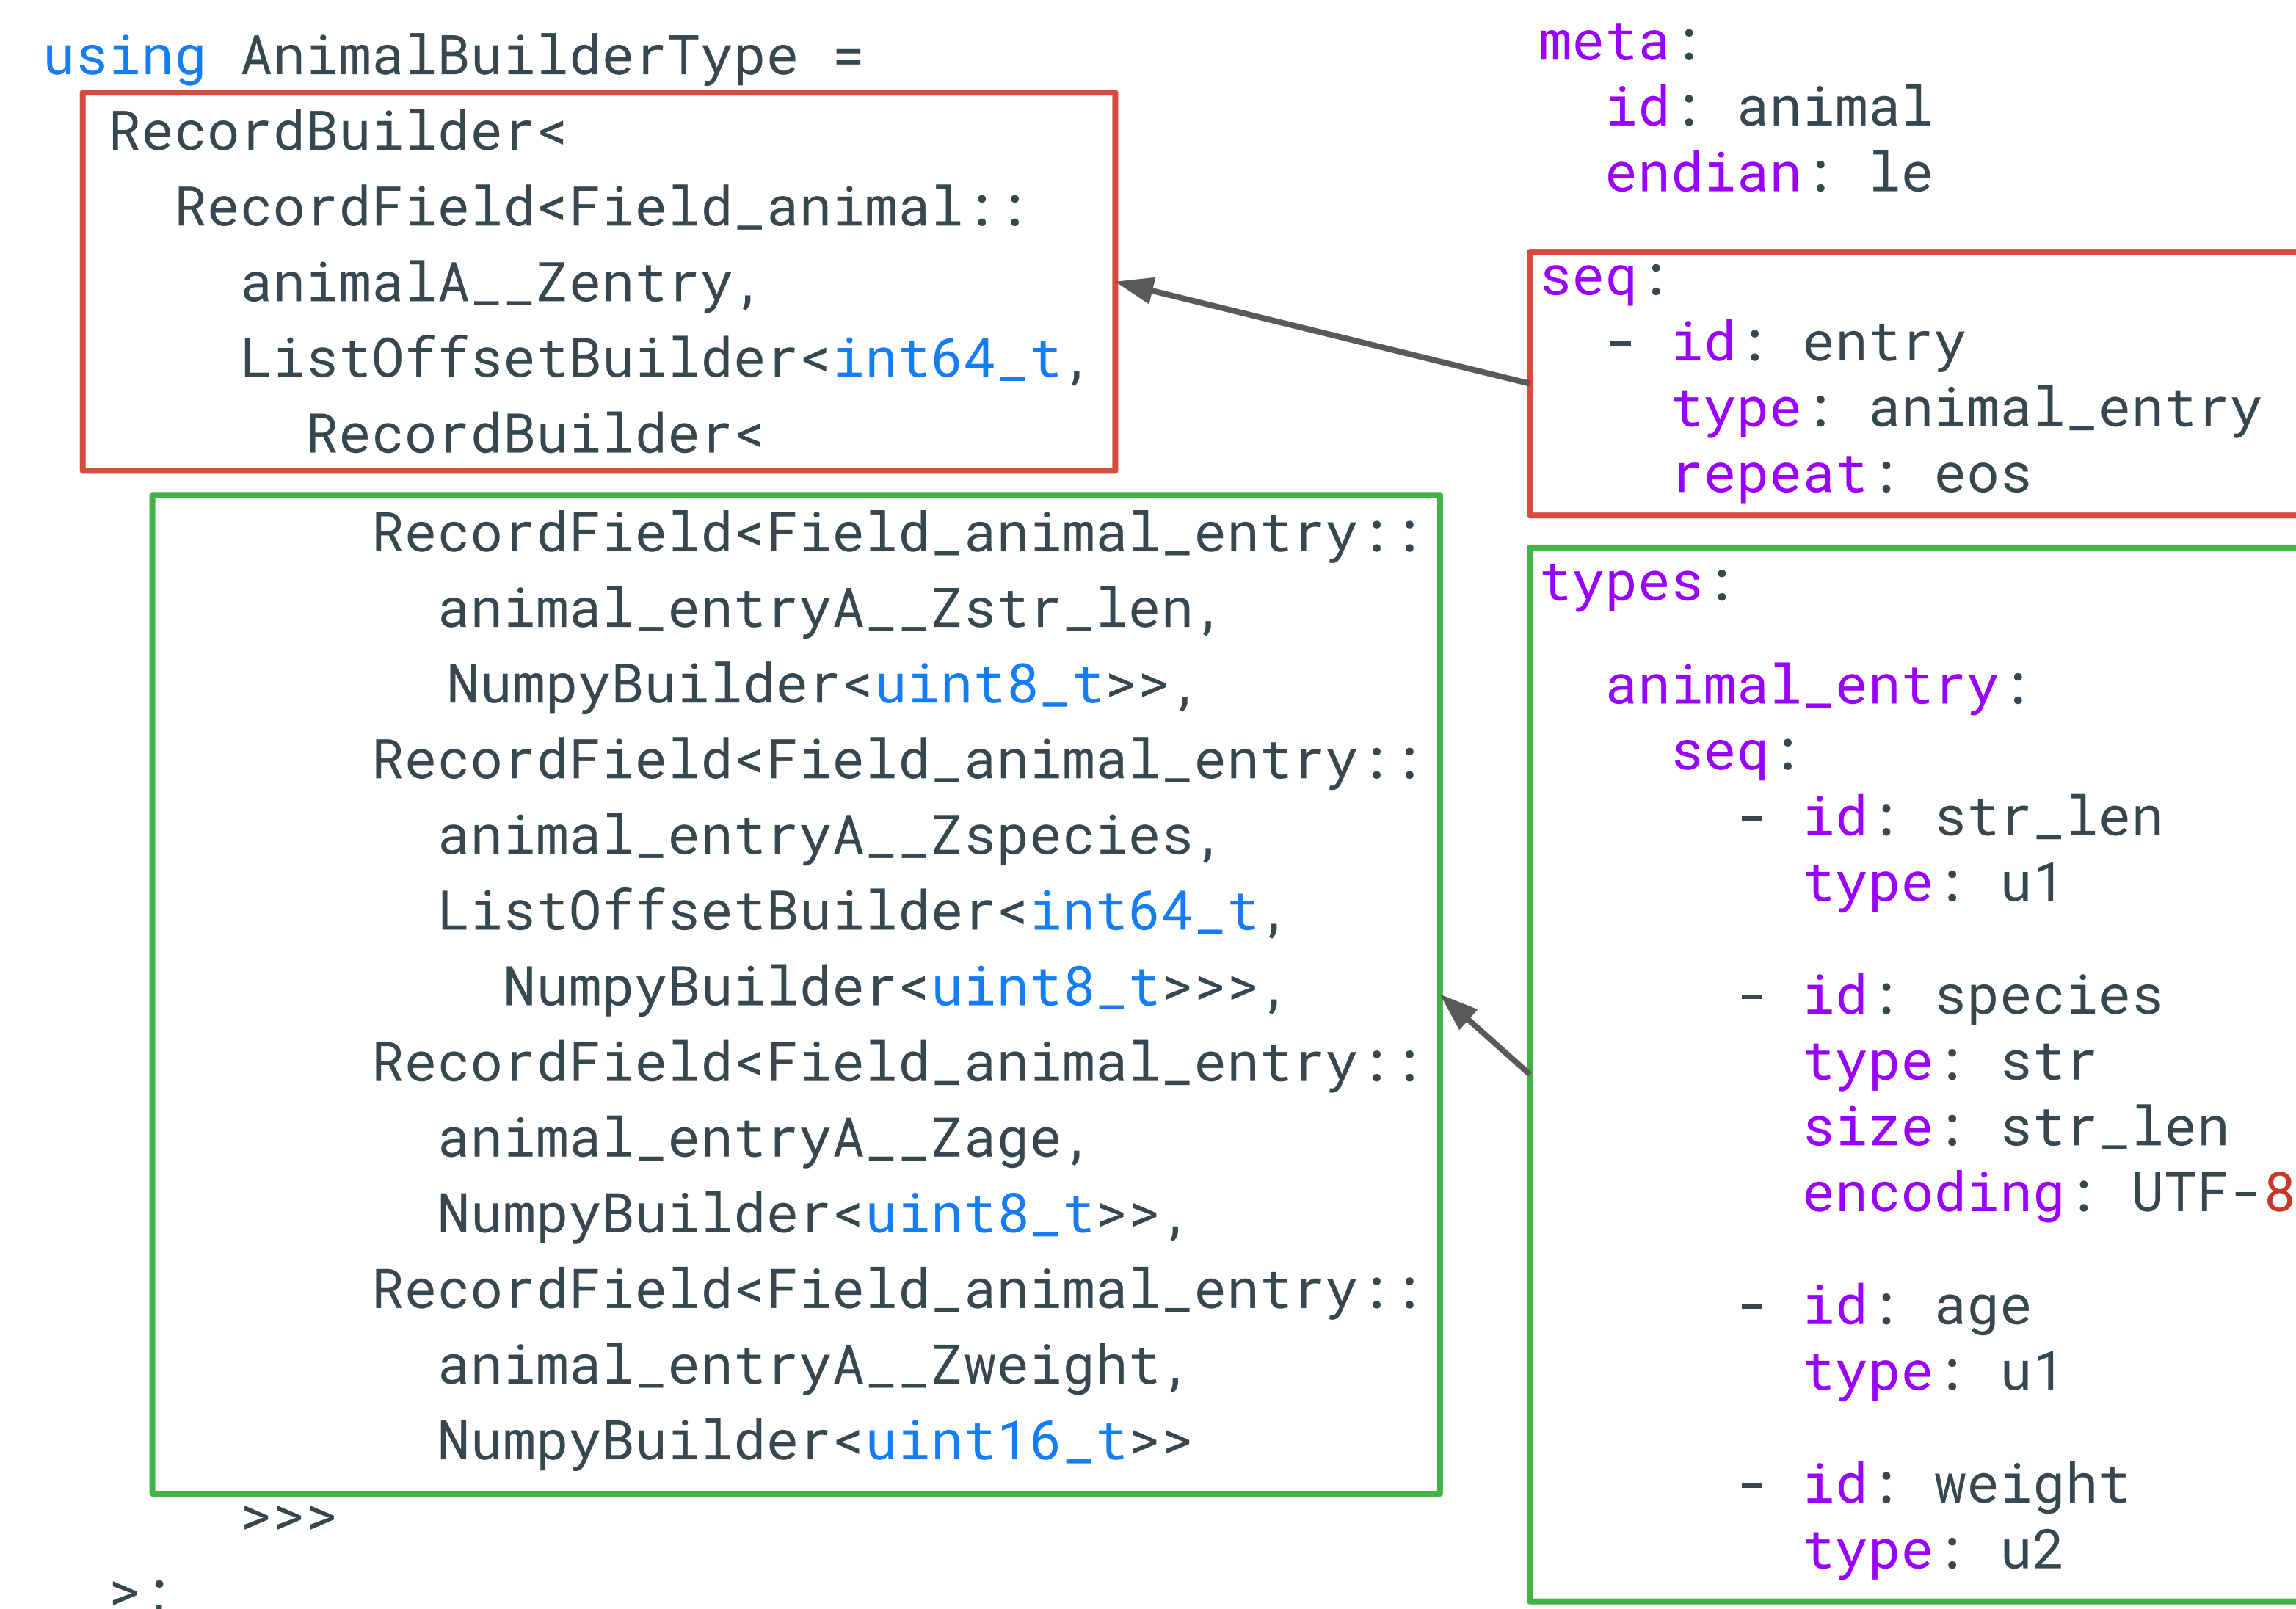 using AnimalBuilderType =
RecordBuilder<
RecordField<Field_animal::
animalA__Zentry,
ListOffsetBuilder<int64_t,
RecordBuilder<
RecordField<Field_animal_entry::
animal_entryA__Zstr_len,
NumpyBuilder<uint8_t>>,
RecordField<Field_animal_entry::
animal_entryA__Zspecies,
ListOffsetBuilder<int64_t,
NumpyBuilder<uint8_t>>>,
RecordField<Field_animal_entry::
animal_entryA__Zage,
NumpyBuilder<uint8_t>>,
RecordField<Field_animal_entry::
animal_entryA__Zweight,
NumpyBuilder<uint16_t>>
>>>
>;
meta:
id: animal
endian: le
seq:
- id: entry
type: animal_entry
repeat: eos
types:
animal_entry:
seq:
- id: str_len
type: u1
- id: species
type: str
size: str_len
encoding: UTF-8
- id: age
type: u1
- id: weight
type: u2